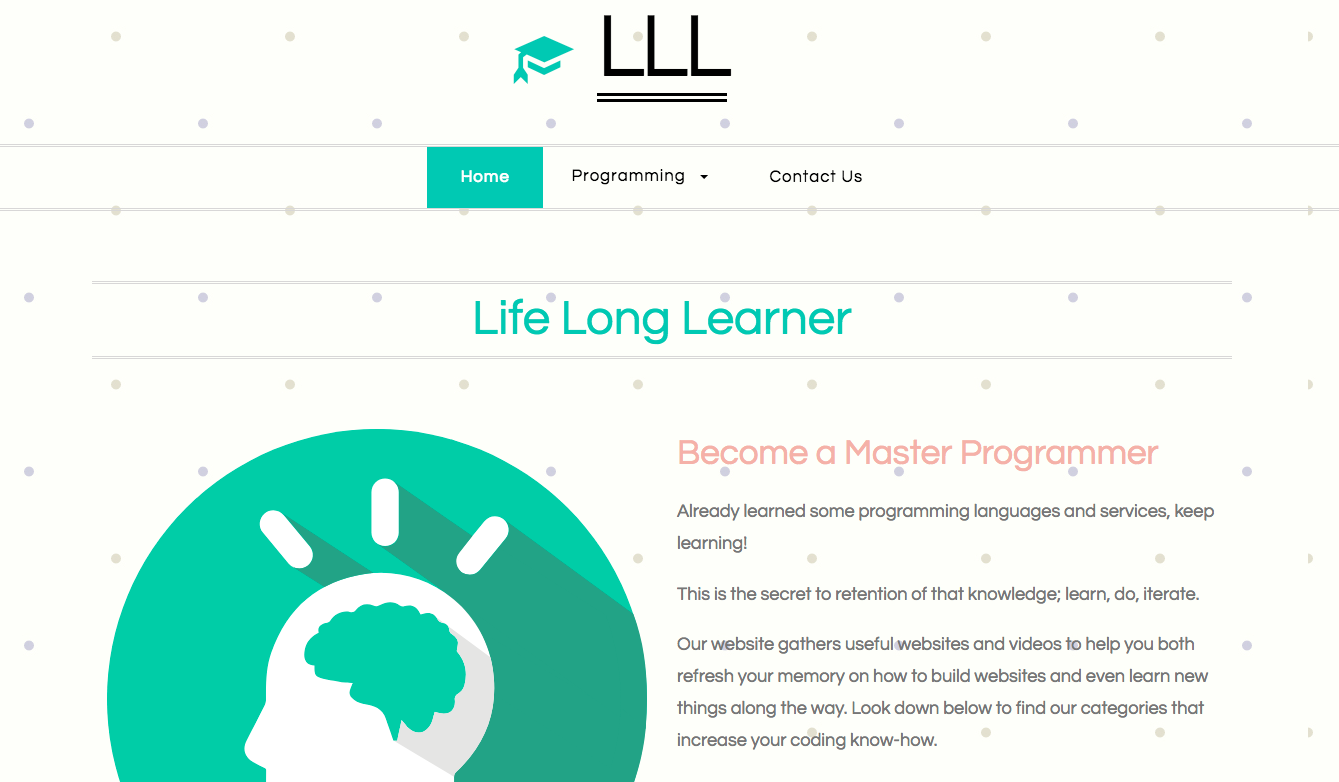 LLL
Home Programming Contact Us
Life Long Learner
Become a Master Programmer
Already learned some programming languages and services, keep
learning!
This is the secret to retention of that knowledge; learn, do, iterate.
Our website gathers useful websites and videos to help you both
refresh your memory on how to build websites and even learn new
things along the way. Look down below to find our categories that
increase your coding know-how.